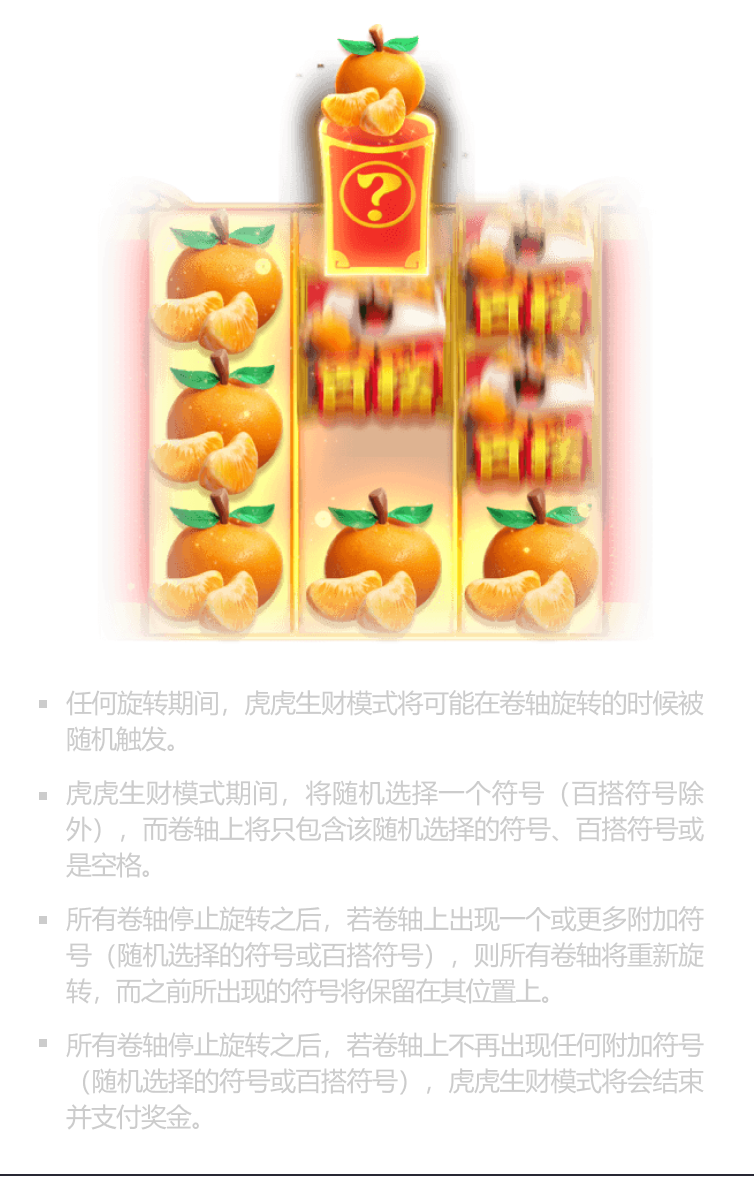 ?
任何旋转期间，虎虎生财模式将可能在卷轴旋转的时候被
随机触发。
虎虎生财模式期间，将随机选择一个符号（百搭符号除
外），而卷轴上将只包含该随机选择的符号、百搭符号或
是空格。
所有卷轴停止旋转之后，若卷轴上出现一个或更多附加符
号（随机选择的符号或百搭符号），则所有卷轴将重新旋
转，而之前所出现的符号将保留在其位置上。
所有卷轴停止旋转之后，若卷轴上不再出现任何附加符号
（随机选择的符号或百搭符号），虎虎生财模式将会结束
并支付奖金。